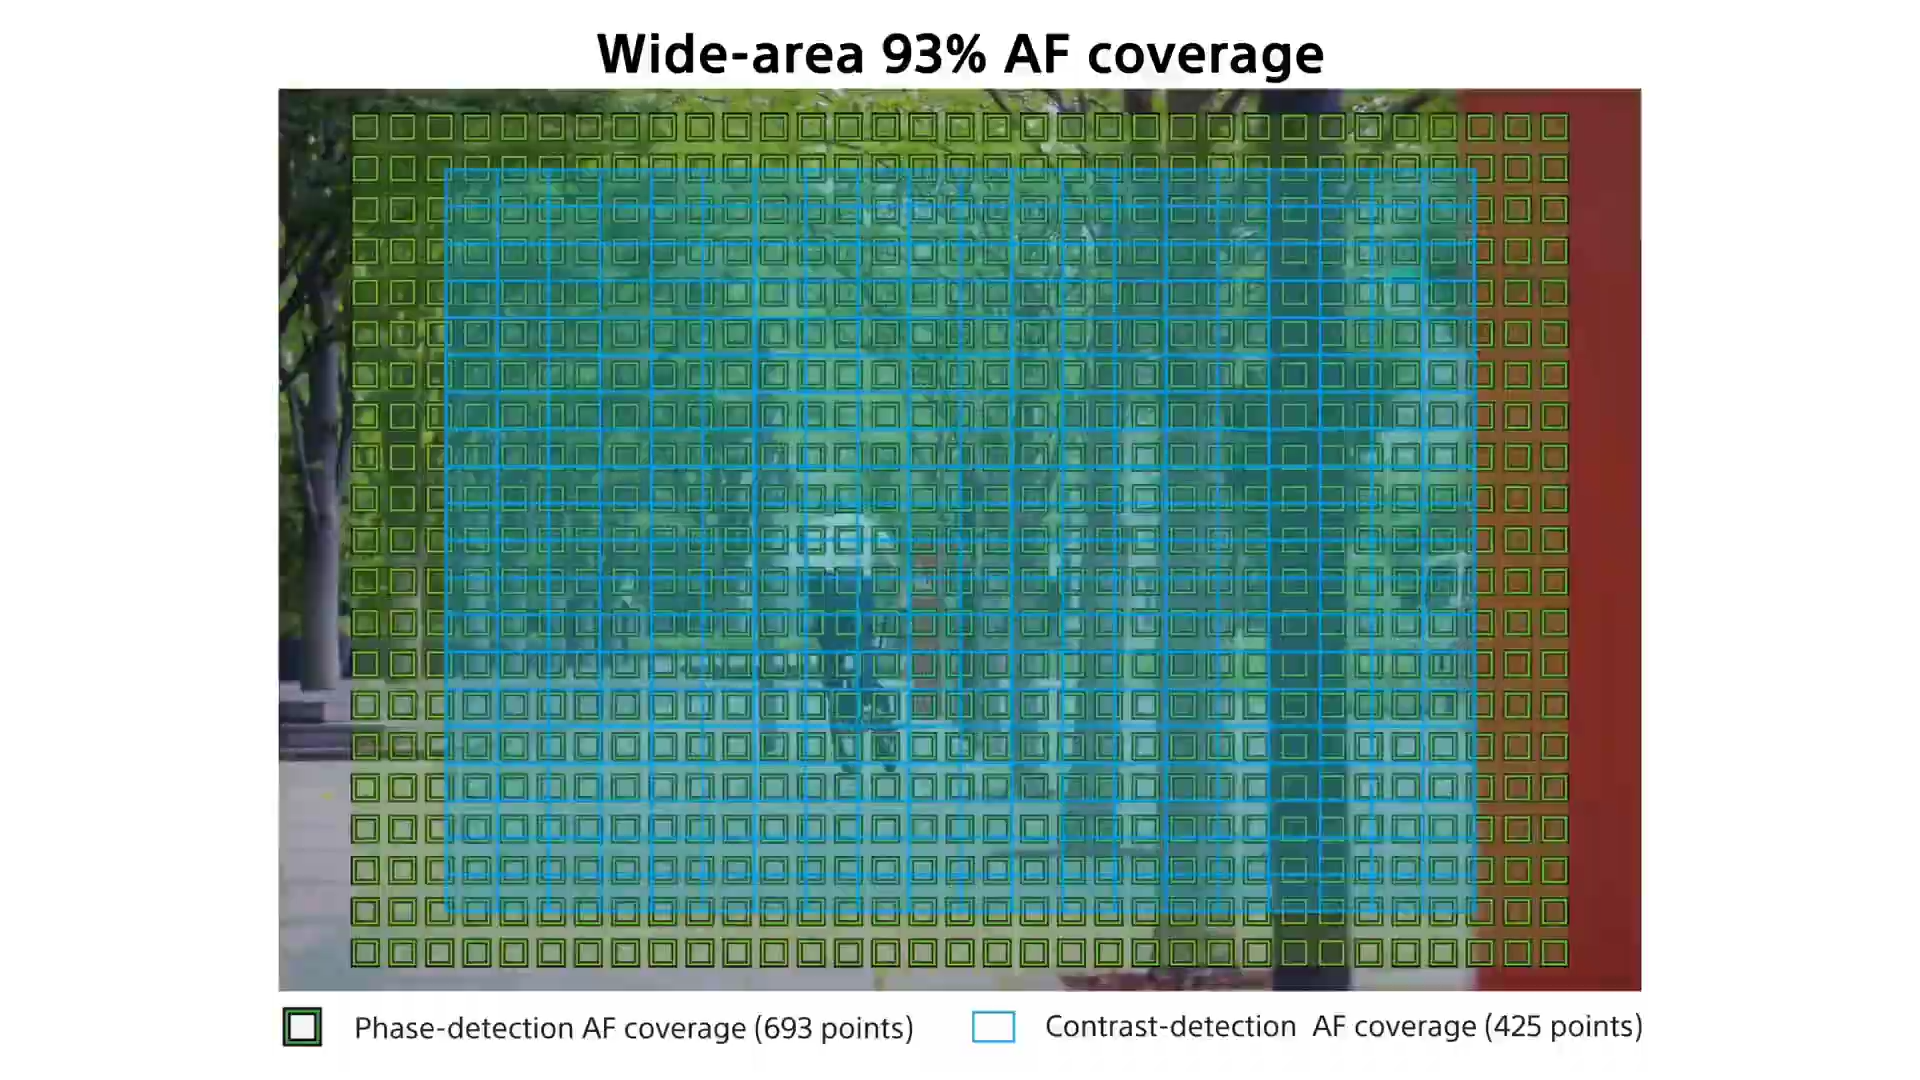 Wide-area 93% AF coverage
Phase-detection AF coverage (693 points)
Contrast-detection AF coverage (425 points)